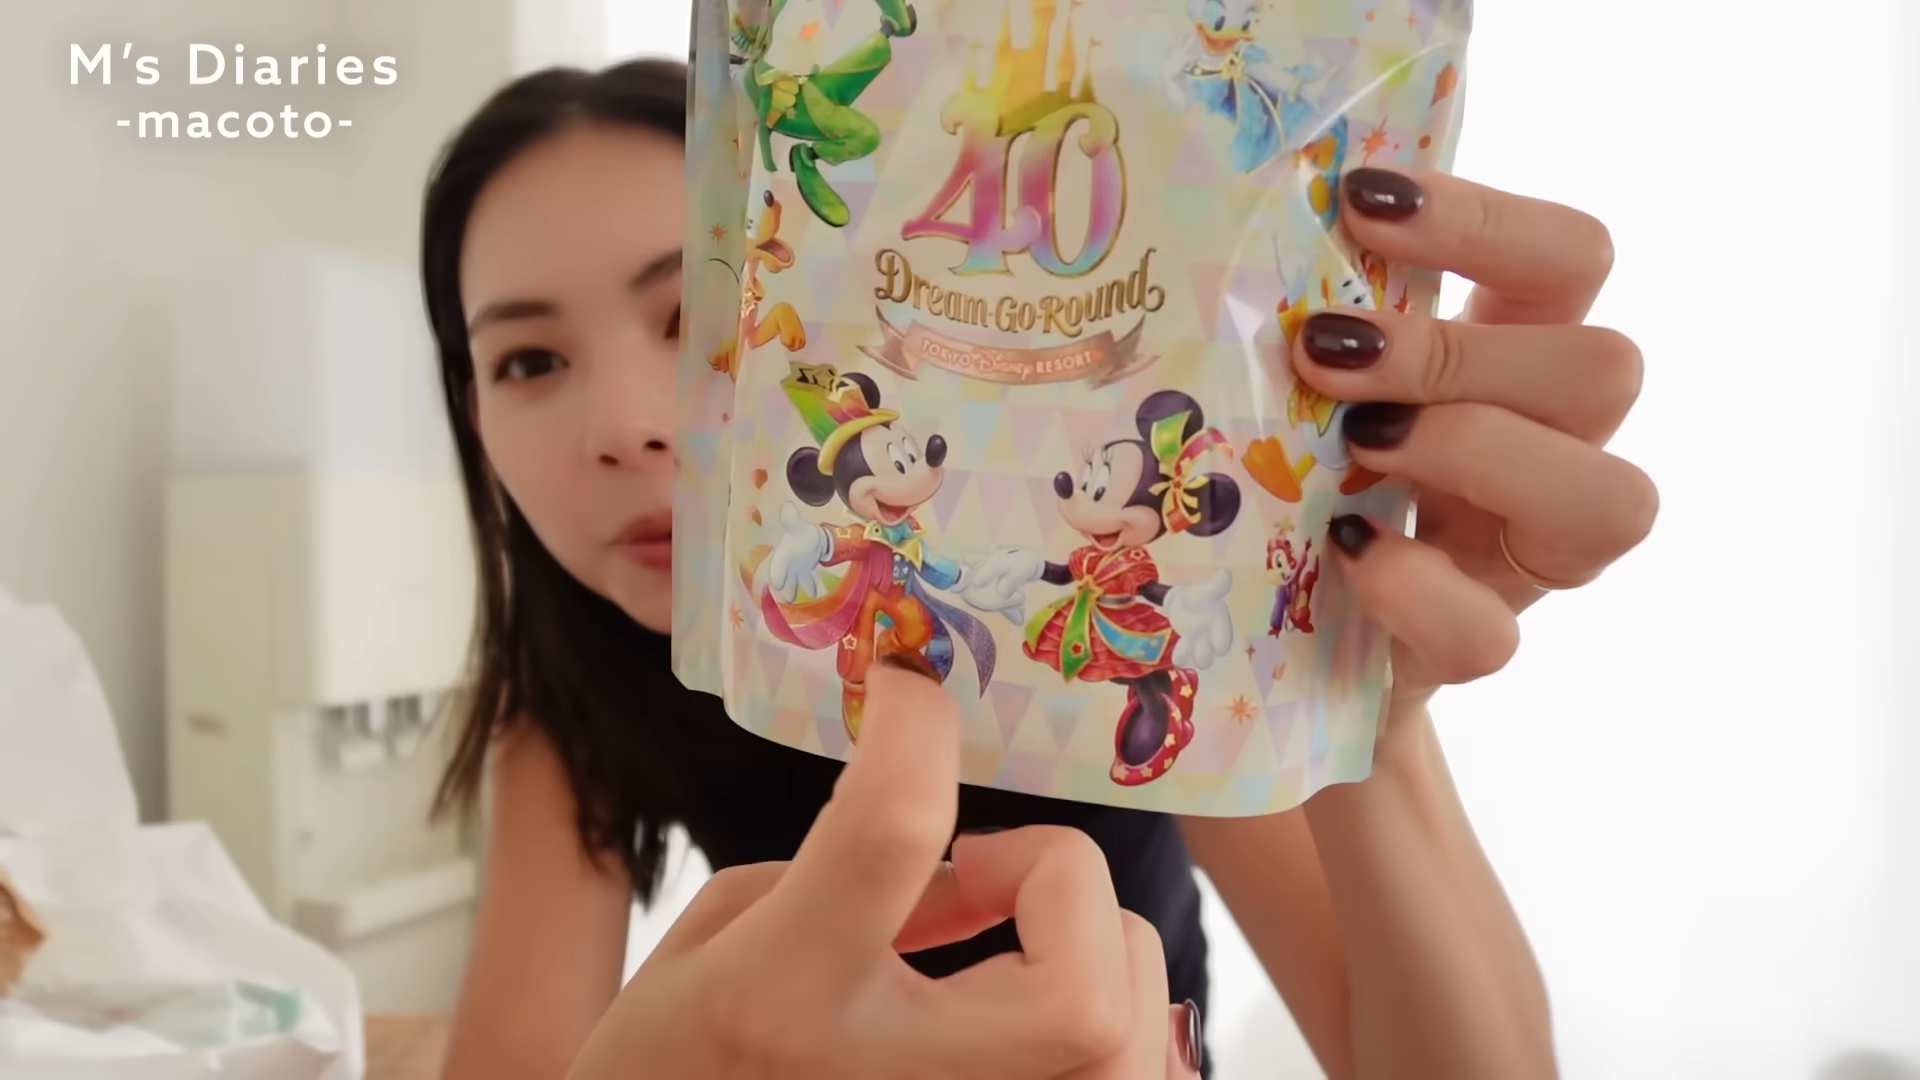 M's Diaries
-macoto-
40
Dream-Go-Round
TOKYO Disney RESORT